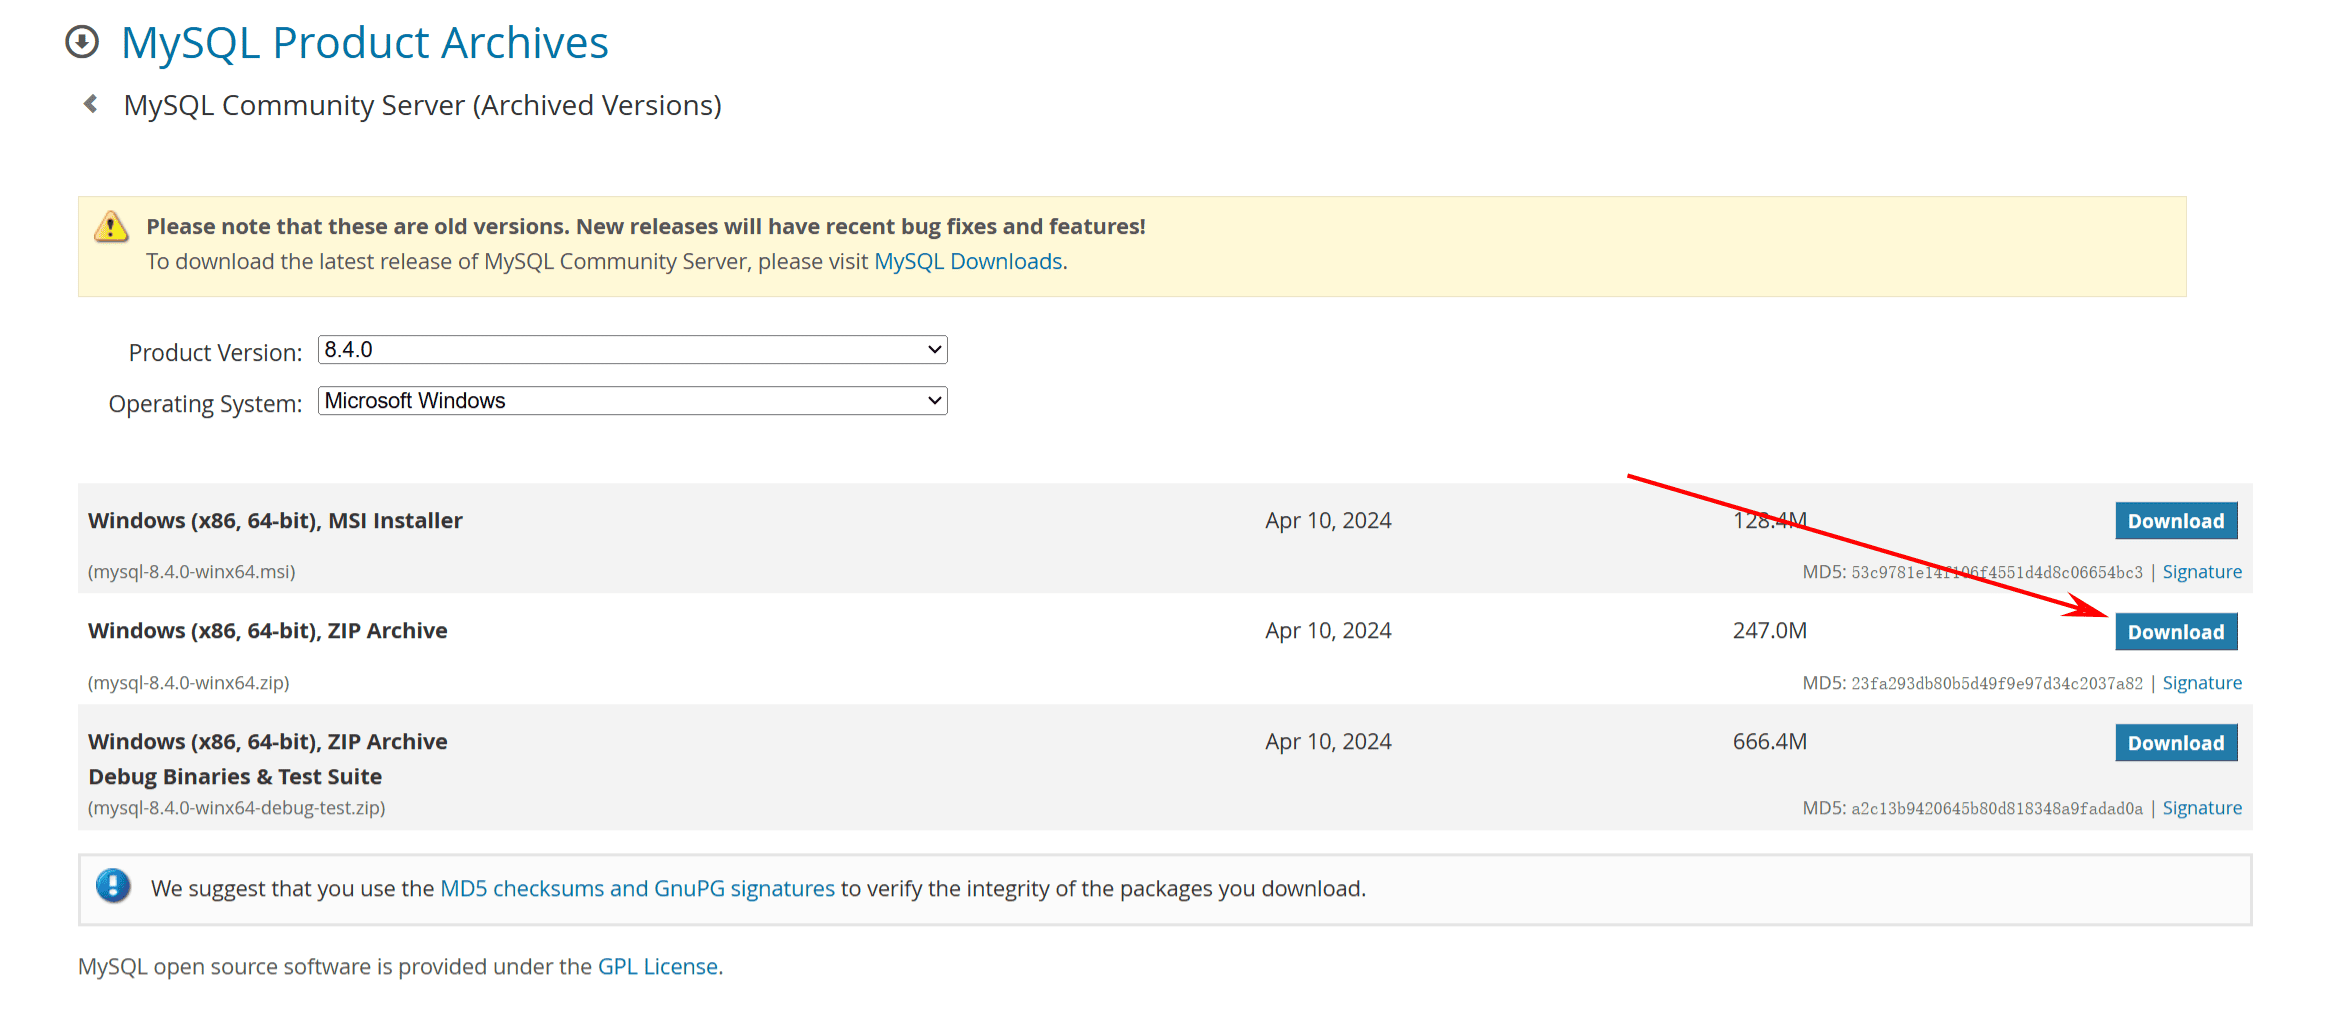 MySQL Product Archives
MySQL Community Server (Archived Versions)
Please note that these are old versions. New releases will have recent bug fixes and features!
To download the latest release of MySQL Community Server, please visit MySQL Downloads.
Product Version: 8.4.0
Operating System: Microsoft Windows
Windows (x86, 64-bit), MSI Installer Apr 10, 2024 128.4M Download
(mysql-8.4.0-winx64.msi) MD5: 53c9781e14f106f4551d4d8c06654bc3 | Signature
Windows (x86, 64-bit), ZIP Archive Apr 10, 2024 247.0M Download
(mysql-8.4.0-winx64.zip) MD5: 23fa293db80b5d49f9e97d34c2037a82 | Signature
Windows (x86, 64-bit), ZIP Archive Apr 10, 2024 666.4M Download
Debug Binaries & Test Suite
(mysql-8.4.0-winx64-debug-test.zip) MD5: a2c13b9420645b80d818348a9fadad0a | Signature
We suggest that you use the MD5 checksums and GnuPG signatures to verify the integrity of the packages you download.
MySQL open source software is provided under the GPL License.